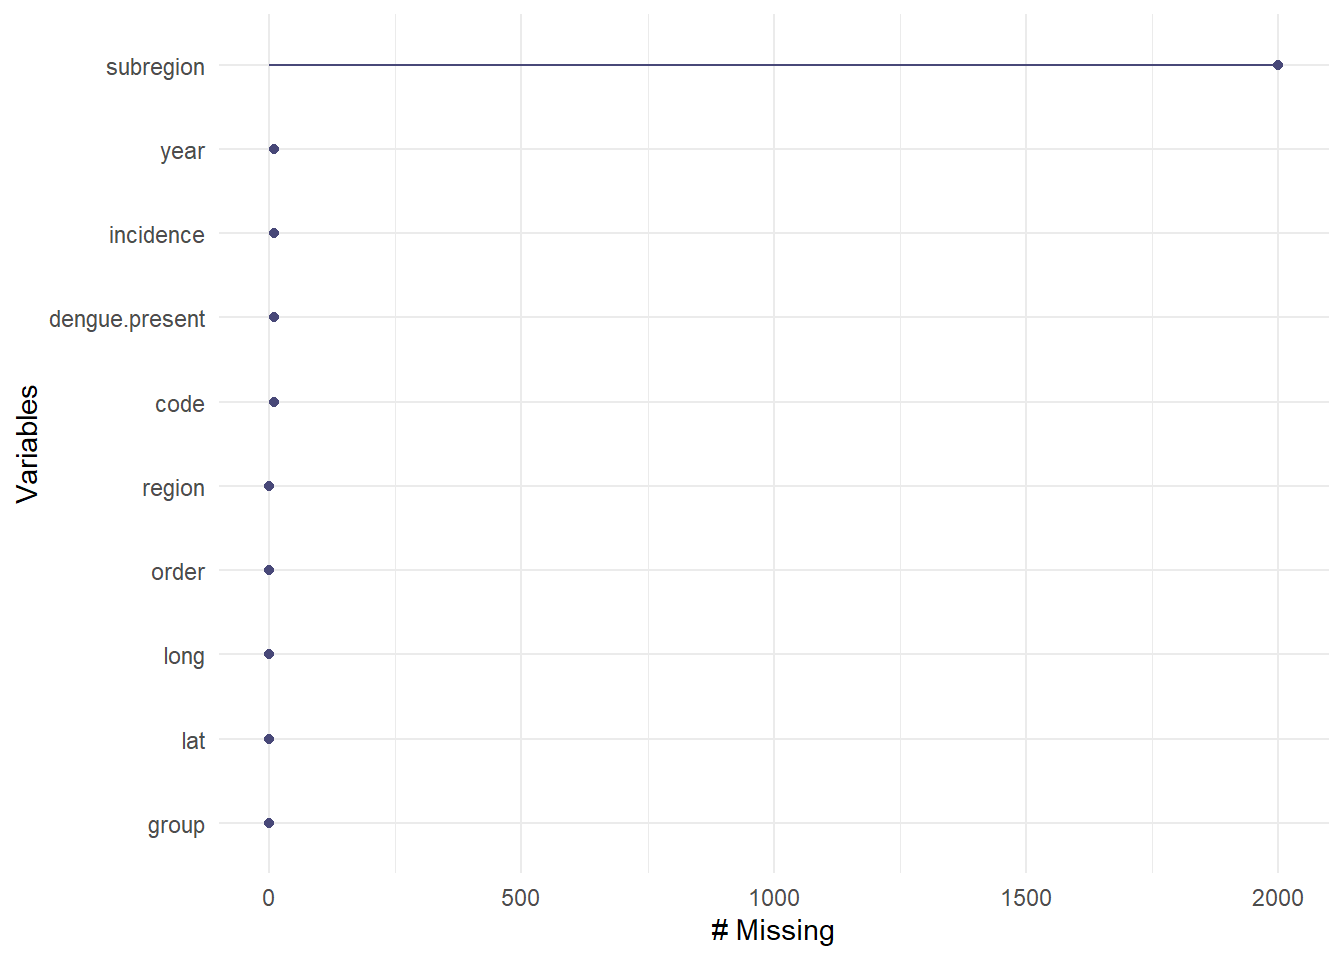 subregion
year
incidence
dengue.present
code
region
order
long
lat
group
Variables
0 500 1000 1500 2000
# Missing